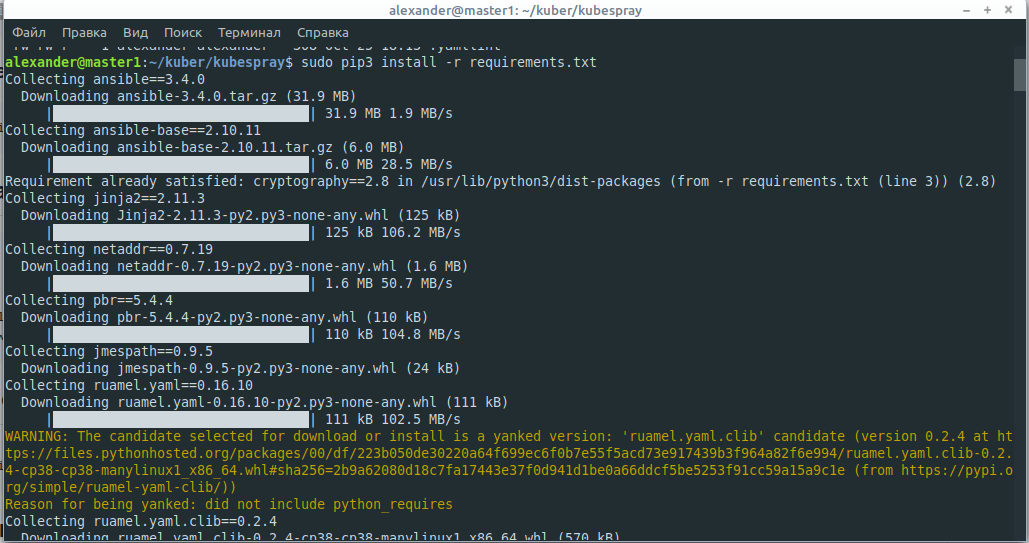 alexander@master1: ~/kuber/kubespray
Файл Правка Вид Поиск Терминал Справка
alexander@master1:~/kuber/kubespray$ sudo pip3 install -r requirements.txt
Collecting ansible==3.4.0
Downloading ansible-3.4.0.tar.gz (31.9 MB)
| | 31.9 MB 1.9 MB/s
Collecting ansible-base==2.10.11
Downloading ansible-base-2.10.11.tar.gz (6.0 MB)
| | 6.0 MB 28.5 MB/s
Requirement already satisfied: cryptography==2.8 in /usr/lib/python3/dist-packages (from -r requirements.txt (line 3)) (2.8)
Collecting jinja2==2.11.3
Downloading Jinja2-2.11.3-py2.py3-none-any.whl (125 kB)
| | 125 kB 106.2 MB/s
Collecting netaddr==0.7.19
Downloading netaddr-0.7.19-py2.py3-none-any.whl (1.6 MB)
| | 1.6 MB 50.7 MB/s
Collecting pbr==5.4.4
Downloading pbr-5.4.4-py2.py3-none-any.whl (110 kB)
| | 110 kB 104.8 MB/s
Collecting jmespath==0.9.5
Downloading jmespath-0.9.5-py2.py3-none-any.whl (24 kB)
Collecting ruamel.yaml==0.16.10
Downloading ruamel.yaml-0.16.10-py2.py3-none-any.whl (111 kB)
| | 111 kB 102.5 MB/s
WARNING: The candidate selected for download or install is a yanked version: 'ruamel.yaml.clib' candidate (version 0.2.4 at ht
tps://files.pythonhosted.org/packages/00/df/223b050de30220a64f699ec6f0b7e55f5acd73e917439b3f964a82f6e994/ruamel.yaml.clib-0.2.
4-cp38-cp38-manylinux1_x86_64.whl#sha256=2b9a62080d18c7fa17443e37f0d941d1be0a66ddcf5be5253f91cc59a15a9c1e (from https://pypi.o
rg/simple/ruamel-yaml-clib/))
Reason for being yanked: did not include python_requires
Collecting ruamel.yaml.clib==0.2.4
Downloading ruamel.yaml.clib-0.2.4-cp38-cp38-manylinux1_x86_64.whl (570 kB)